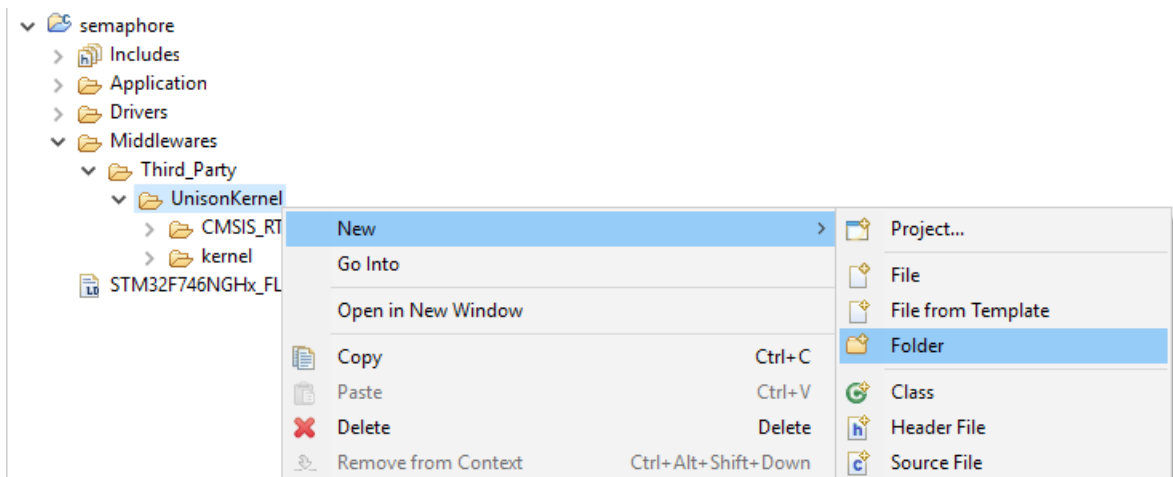 semaphore
Includes
Application
Drivers
Middlewares
Third_Party
UnisonKernel
CMSIS_RT
kernel
STM32F746NGHx_FL
New
Go Into
Open in New Window
Copy Ctrl+C
Paste Ctrl+V
Delete Delete
Remove from Context Ctrl+Alt+Shift+Down
Project...
File
File from Template
Folder
Class
Header File
Source File